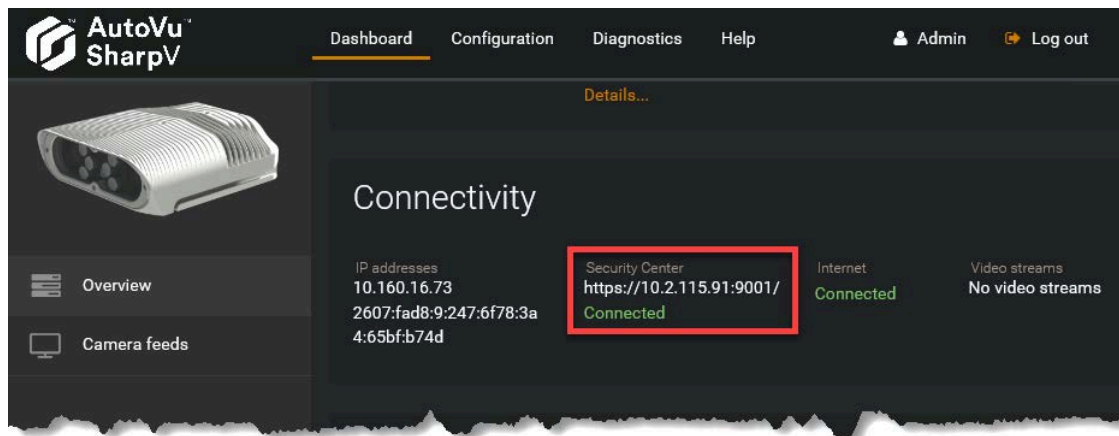 AutoVu™
SharpV
Dashboard Configuration Diagnostics Help Admin Log out
Details...
Connectivity
Overview
Camera feeds
IP addresses
10.160.16.73
2607:fad8:9:247:6f78:3a
4:65bf:b74d
Security Center
https://10.2.115.91:9001/
Connected
Internet
Connected
Video streams
No video streams